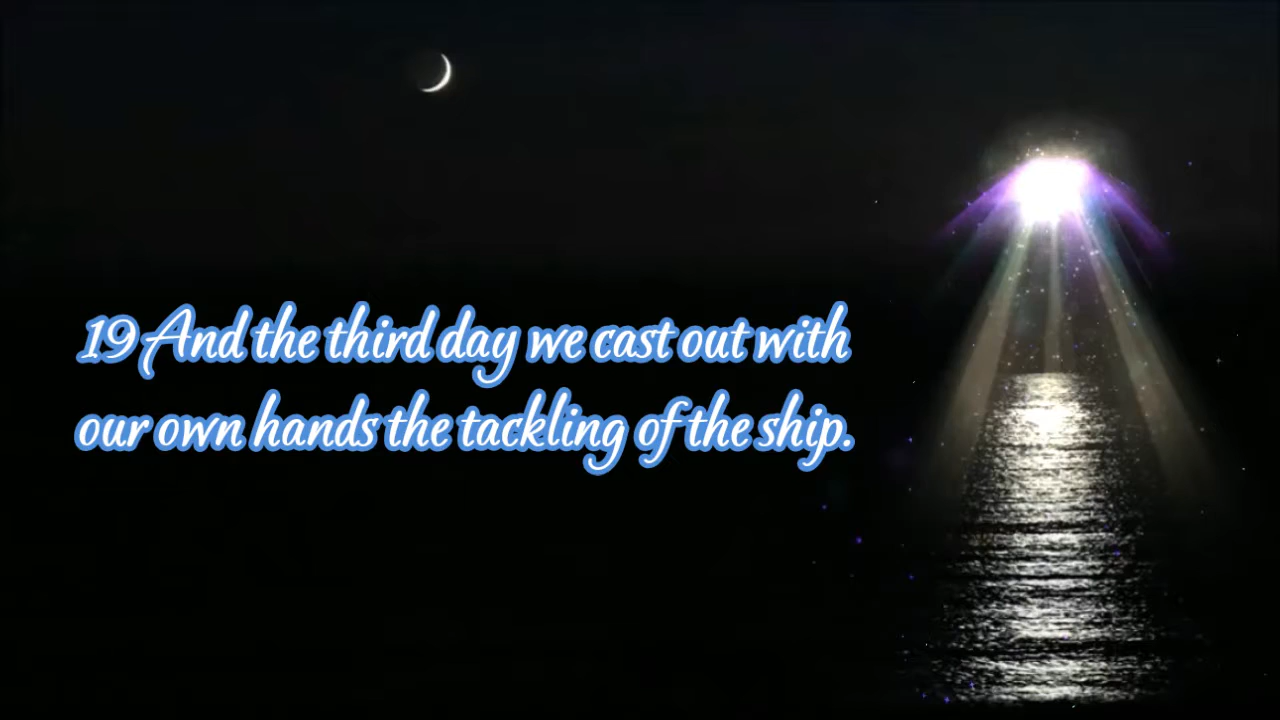 19 And the third day we cast out with
our own hands the tackling of the ship.